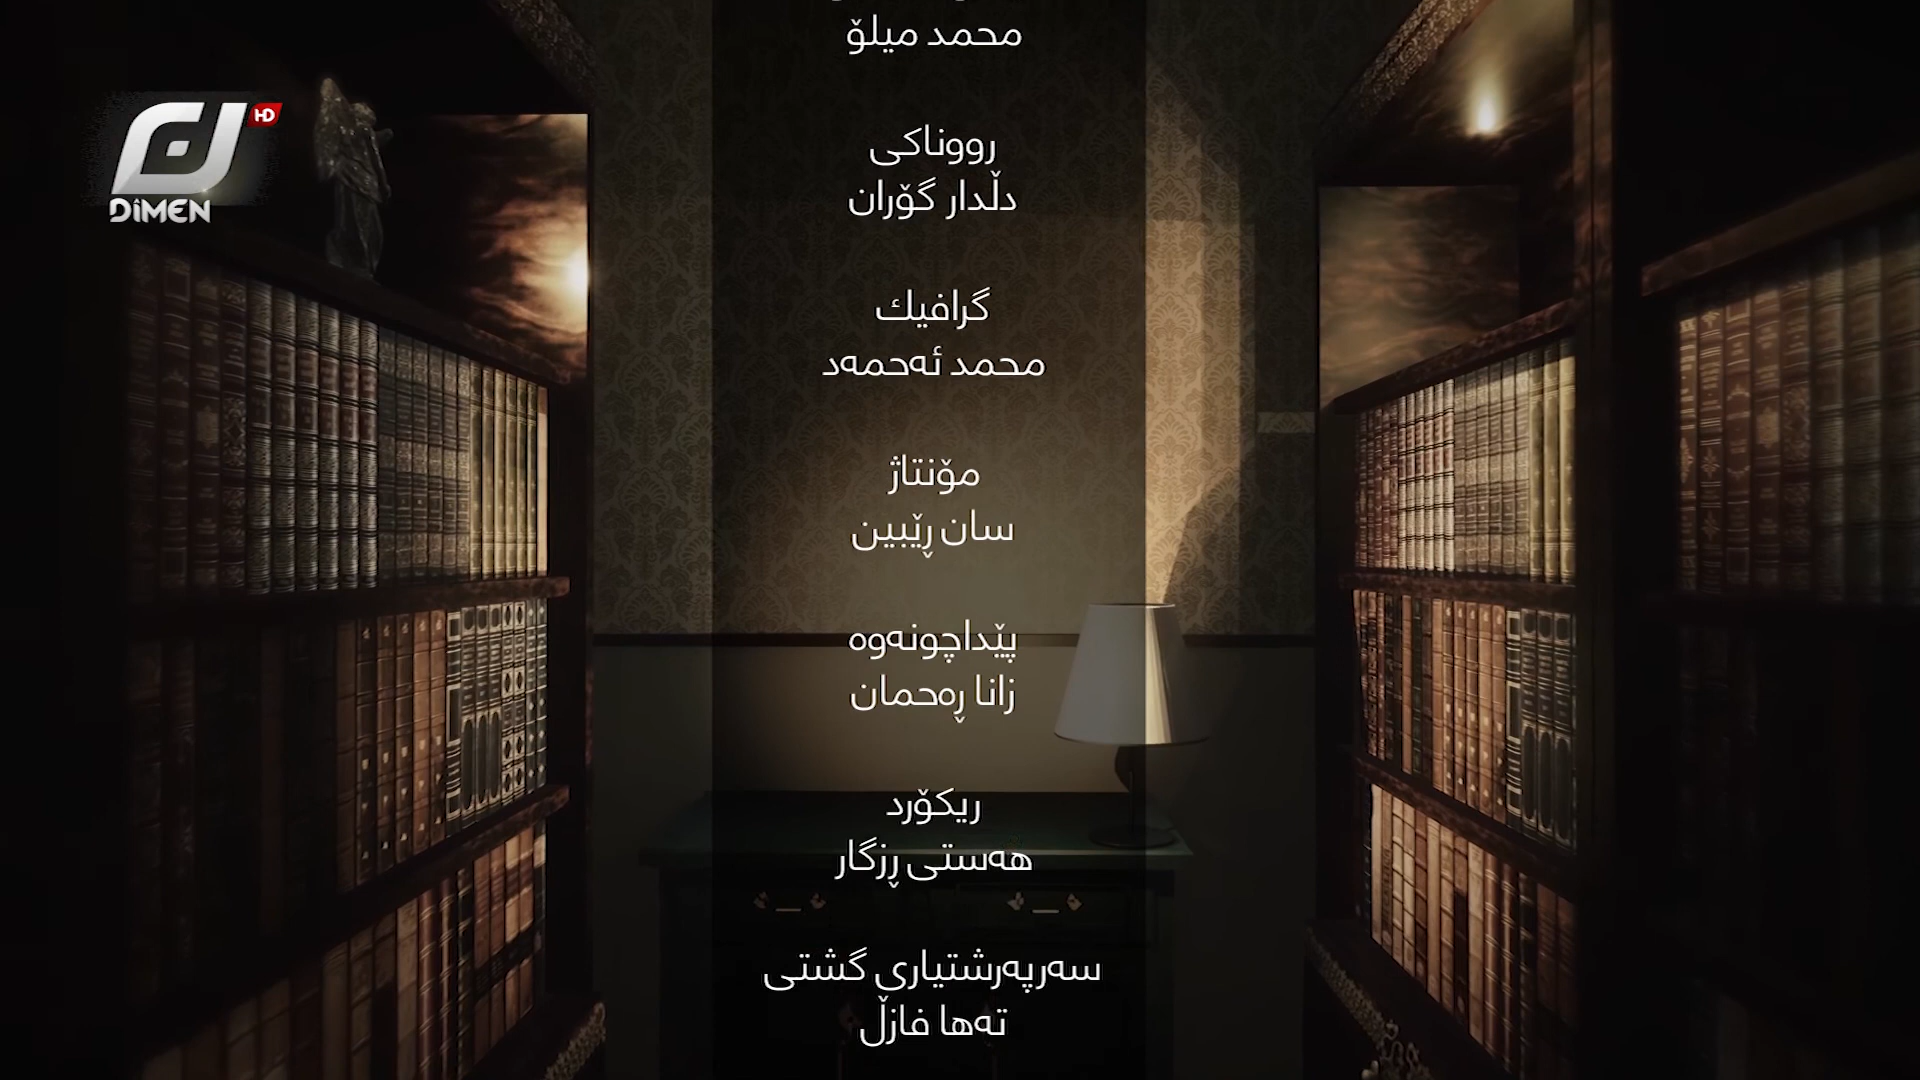 محمد میلۆ
HD
DiMEN
رووناکی
دڵدار گۆران
گرافیك
محمد ئەحمەد
مۆنتاژ
سان ڕێبین
پێداچونەوە
زانا ڕەحمان
ریکۆرد
هەستی ڕزگار
سەرپەرشتیاری گشتی
تەها فازڵ